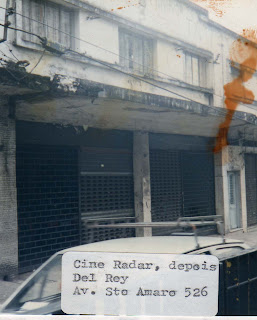 Cine Radar, depois
Del Rey
Av. Sto Amaro 526